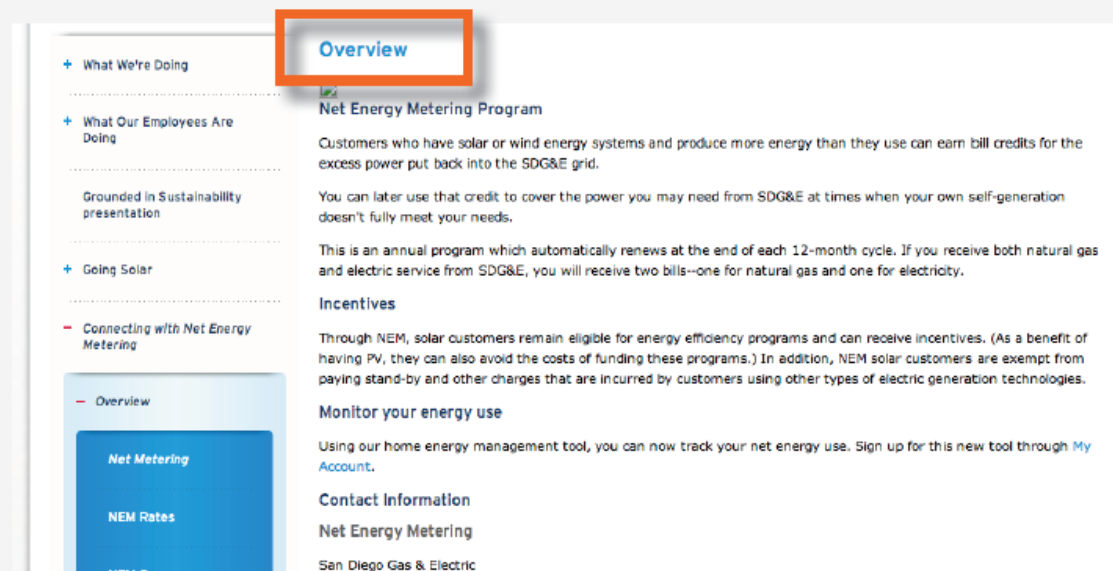 What We're Doing
What Our Employees Are
Doing
Grounded in Sustainability
presentation
Going Solar
Connecting with Net Energy
Metering
Overview
Net Metering
NEM Rates
Overview
Net Energy Metering Program
Customers who have solar or wind energy systems and produce more energy than they use can earn bill credits for the
excess power put back into the SDG&E grid.
You can later use that credit to cover the power you may need from SDG&E at times when your own self-generation
doesn't fully meet your needs.
This is an annual program which automatically renews at the end of each 12-month cycle. If you receive both natural gas
and electric service from SDG&E, you will receive two bills--one for natural gas and one for electricity.
Incentives
Through NEM, solar customers remain eligible for energy efficiency programs and can receive incentives. (As a benefit of
having PV, they can also avoid the costs of funding these programs.) In addition, NEM solar customers are exempt from
paying stand-by and other charges that are incurred by customers using other types of electric generation technologies.
Monitor your energy use
Using our home energy management tool, you can now track your net energy use. Sign up for this new tool through My
Account.
Contact Information
Net Energy Metering
San Diego Gas & Electric